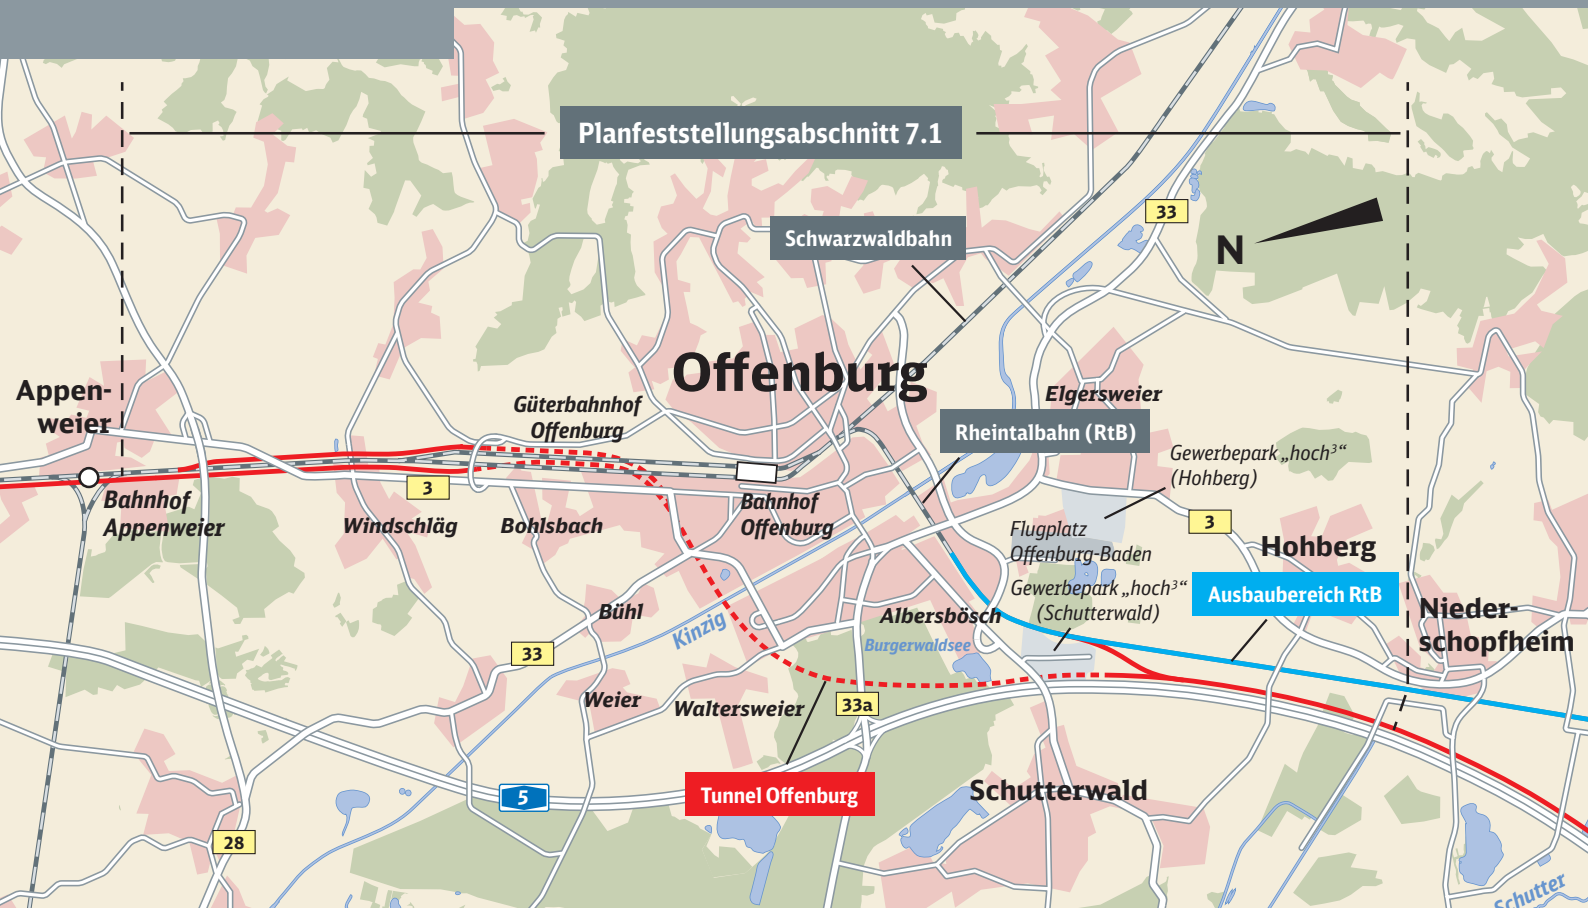 Planfeststellungsabschnitt 7.1
33
Schwarzwaldbahn
N
Offenburg
Appen-
weier
Güterbahnhof
Offenburg
Elgersweier
Rheintalbahn (RtB)
Gewerbepark „hoch³“
(Hohberg)
3
Bahnhof
Appenweier
Windschläg
Bohlsbach
Bahnhof
Offenburg
Flugplatz
Offenburg-Baden
3
Hohberg
Gewerbepark „hoch³“
(Schutterwald)
Ausbaubereich RtB
Nieder-
schopfheim
Bühl
Kinzig
Albersbösch
Burgerwaldsee
33
Weier
Waltersweier
33a
5
Tunnel Offenburg
Schutterwald
28
Schutter